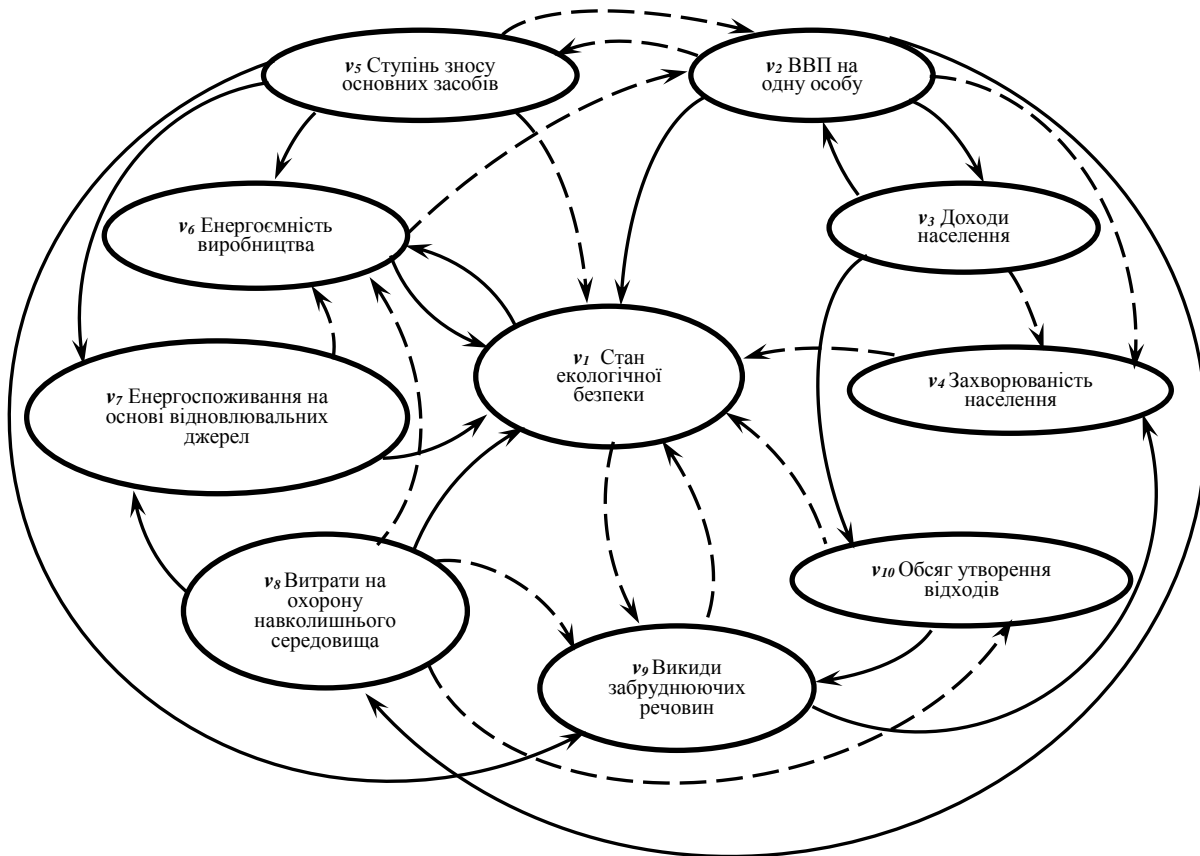 v5 Ступінь зносу
основних засобів
v2 ВВП на
одну особу
v6 Енергоємність
виробництва
v3 Доходи
населення
v1 Стан
екологічної
безпеки
v4 Захворюваність
населення
v7 Енергоспоживання на
основі відновлювальних
джерел
v8 Витрати на
охорону
навколишнього
середовища
v10 Обсяг утворення
відходів
v9 Викиди
забруднюючих
речовин